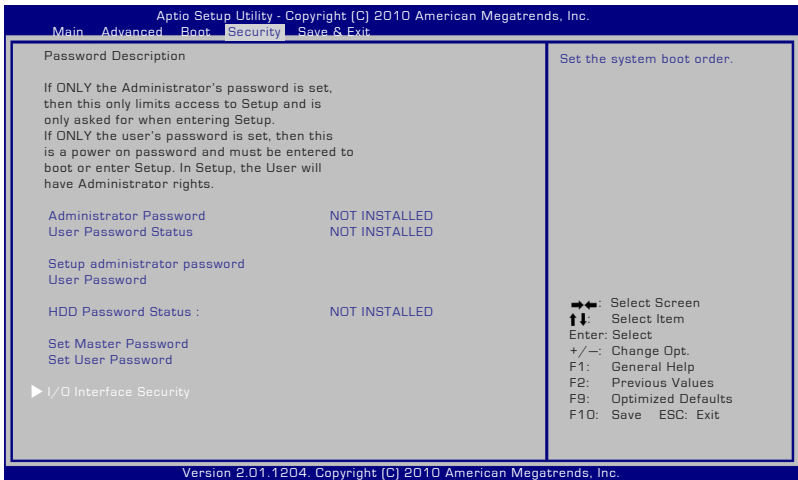 Aptio Setup Utility - Copyright (C) 2010 American Megatrends, Inc.
Main Advanced Boot Security Save & Exit
Password Description
If ONLY the Administrator's password is set,
then this only limits access to Setup and is
only asked for when entering Setup.
If ONLY the user's password is set, then this
is a power on password and must be entered to
boot or enter Setup. In Setup, the User will
have Administrator rights.
Administrator Password NOT INSTALLED
User Password Status NOT INSTALLED
Setup administrator password
User Password
HDD Password Status : NOT INSTALLED
Set Master Password
Set User Password
I/O Interface Security
Set the system boot order.
→←: Select Screen
↑↓: Select Item
Enter: Select
+/—: Change Opt.
F1: General Help
F2: Previous Values
F9: Optimized Defaults
F10: Save ESC: Exit
Version 2.01.1204. Copyright (C) 2010 American Megatrends, Inc.